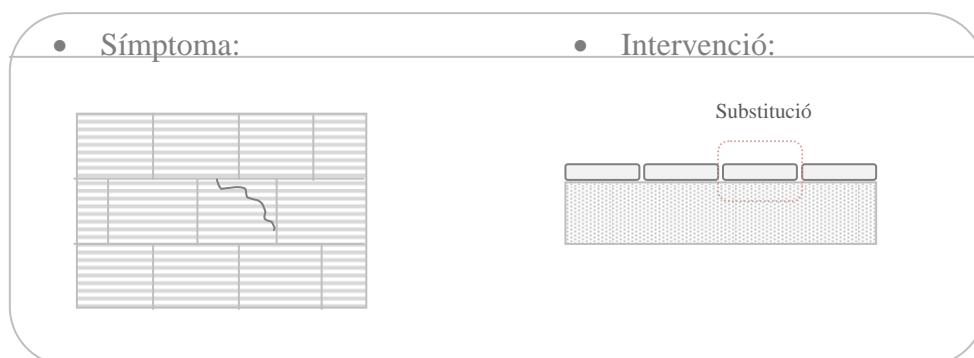 • Símptoma:
• Intervenció:
Substitució